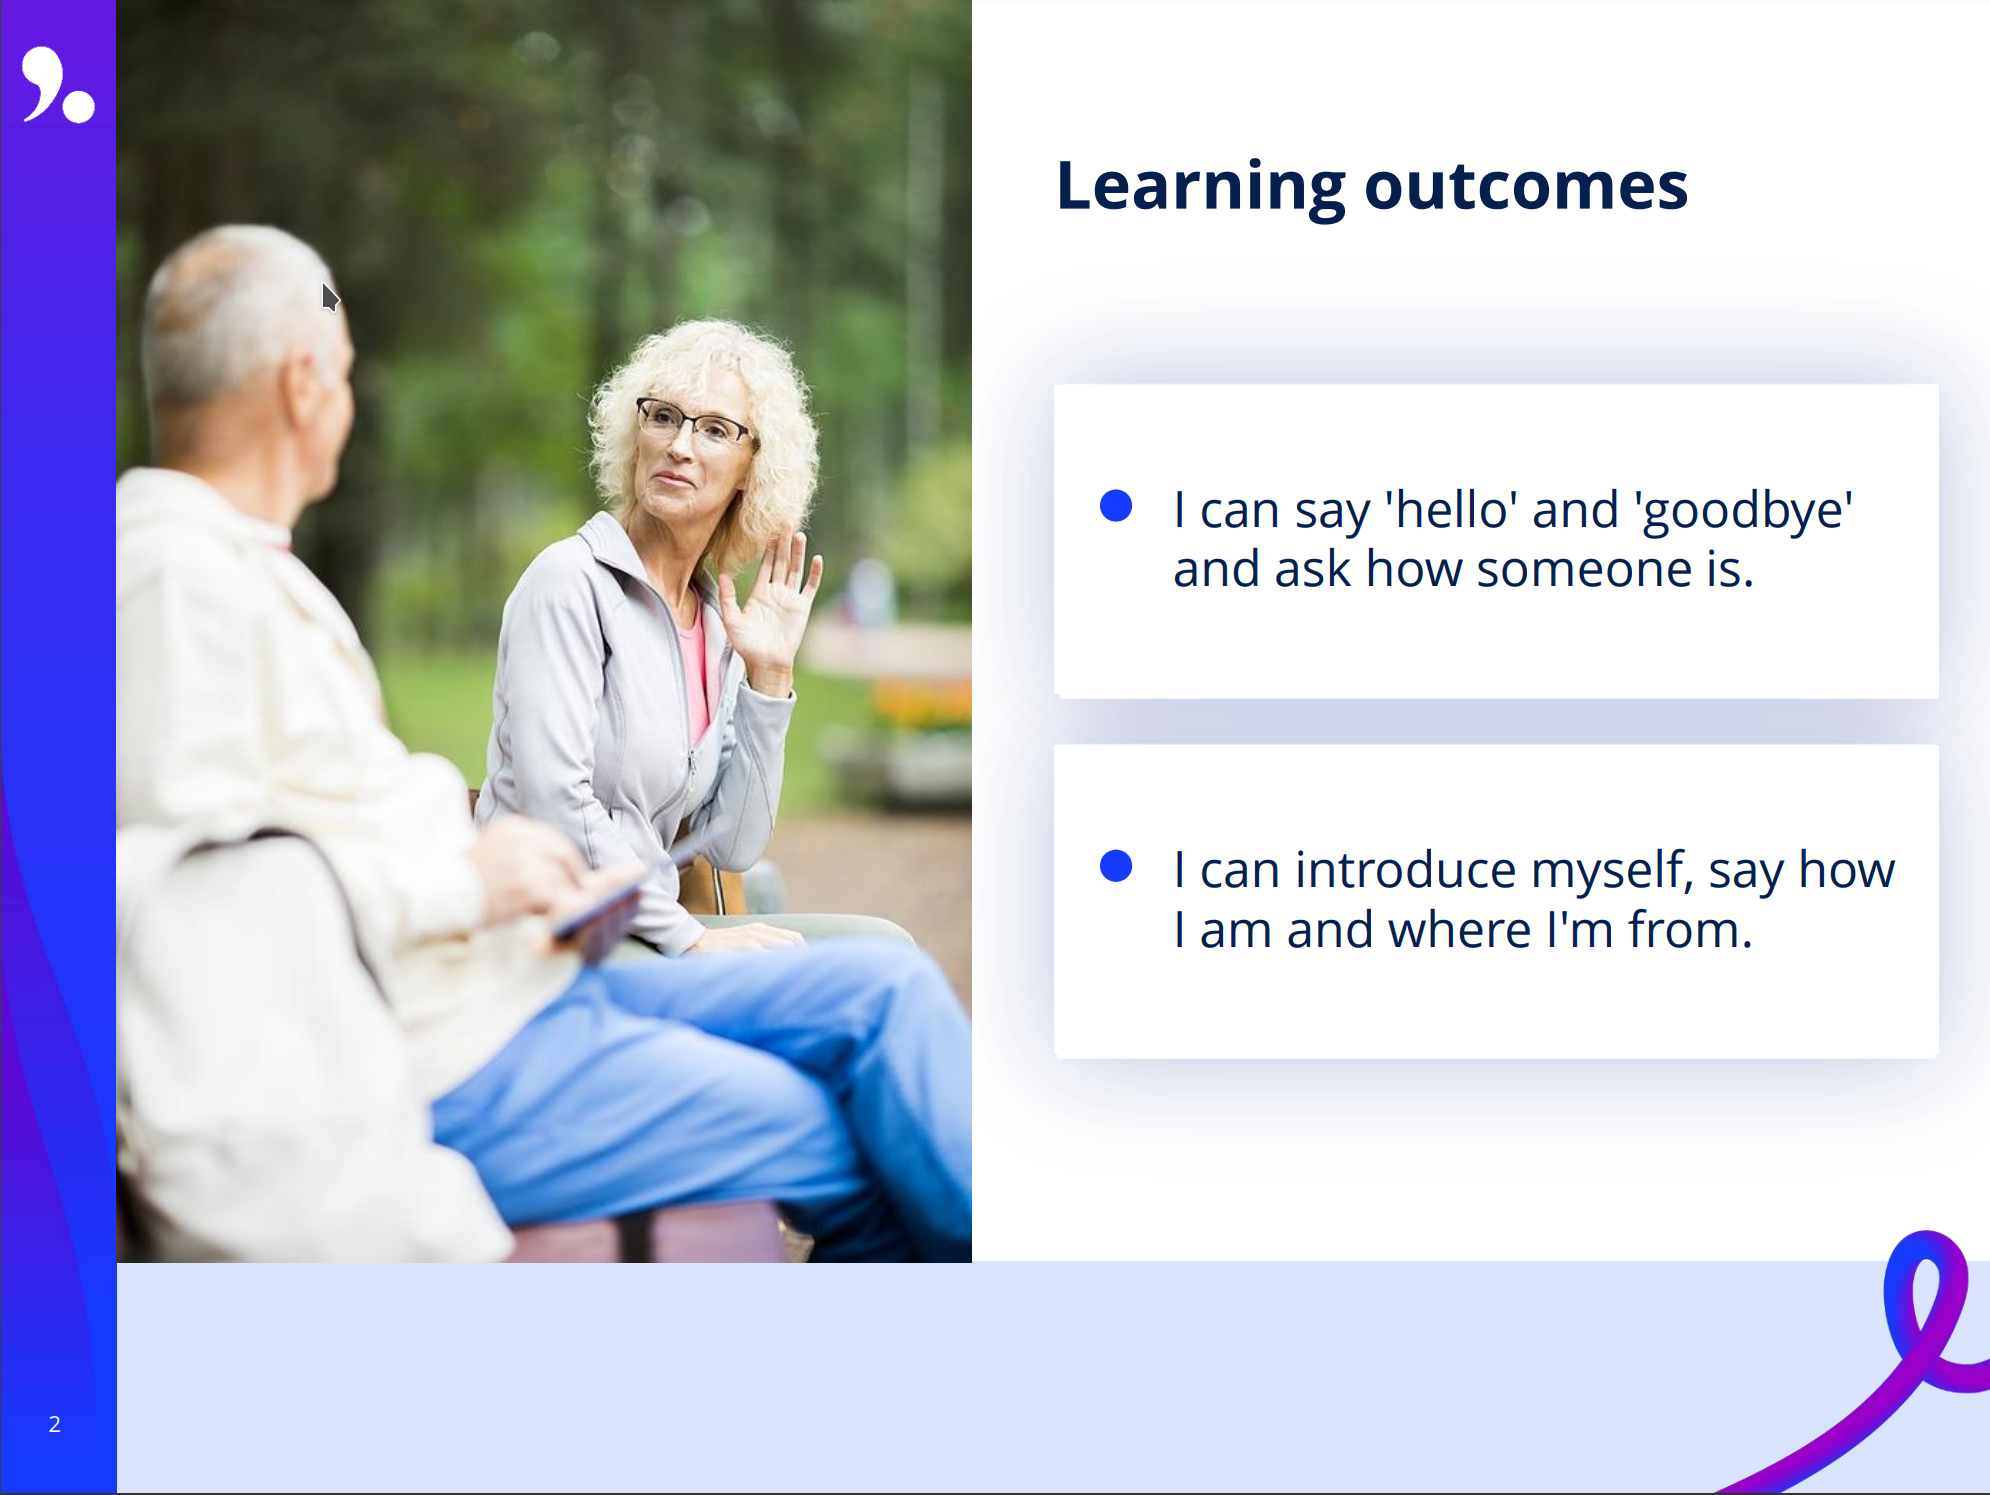 Learning outcomes
I can say 'hello' and 'goodbye'
and ask how someone is.
I can introduce myself, say how
I am and where I'm from.
2